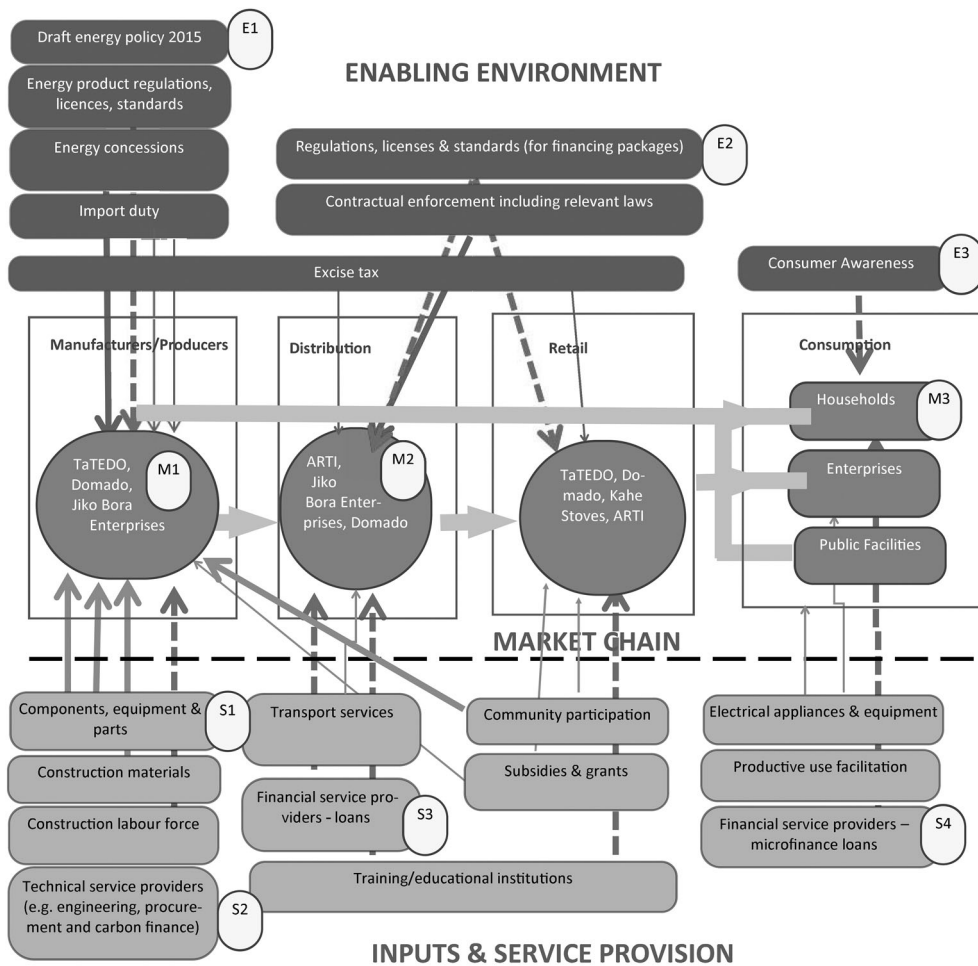 Draft energy policy 2015
E1
Energy product regulations,
licences, standards
Energy concessions
Import duty
ENABLING ENVIRONMENT
Regulations, licenses & standards (for financing packages)
E2
Contractual enforcement including relevant laws
Excise tax
Consumer Awareness
E3
Manufacturers/Producers
Distribution
Retail
Consumption
TaTEDO,
Domado,
Jiko Bora
Enterprises
M1
ARTI,
Jiko
Bora Enter-
prises, Domado
M2
TaTEDO, Do-
mado, Kahe
Stoves, ARTI
Households
M3
Enterprises
Public Facilities
MARKET CHAIN
Components, equipment &
parts
S1
Construction materials
Construction labour force
Technical service providers
(e.g. engineering, procure-
ment and carbon finance)
S2
Transport services
Financial service pro-
viders - loans
S3
Community participation
Subsidies & grants
Training/educational institutions
Electrical appliances & equipment
Productive use facilitation
Financial service providers –
microfinance loans
S4
INPUTS & SERVICE PROVISION